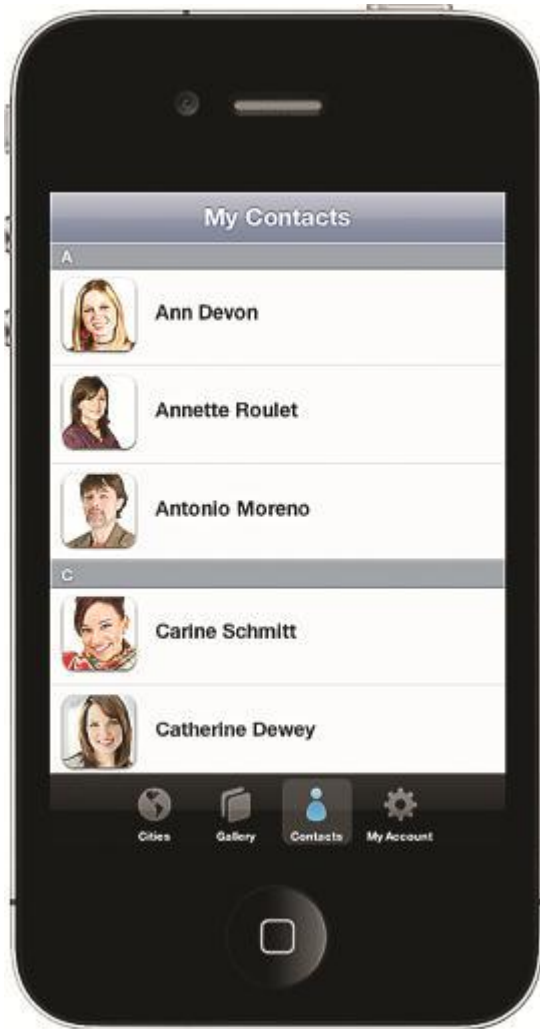 My Contacts
A
Ann Devon
Annette Roulet
Antonio Moreno
C
Carine Schmitt
Catherine Dewey
Cities Gallery Contacts My Account